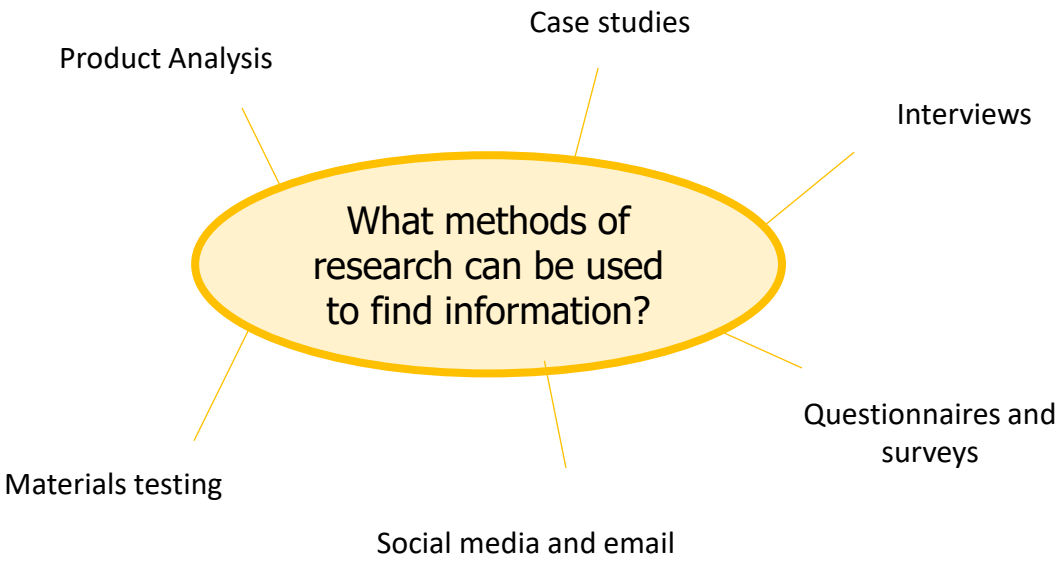 Case studies
Product Analysis
Interviews
What methods of
research can be used
to find information?
Questionnaires and
surveys
Materials testing
Social media and email